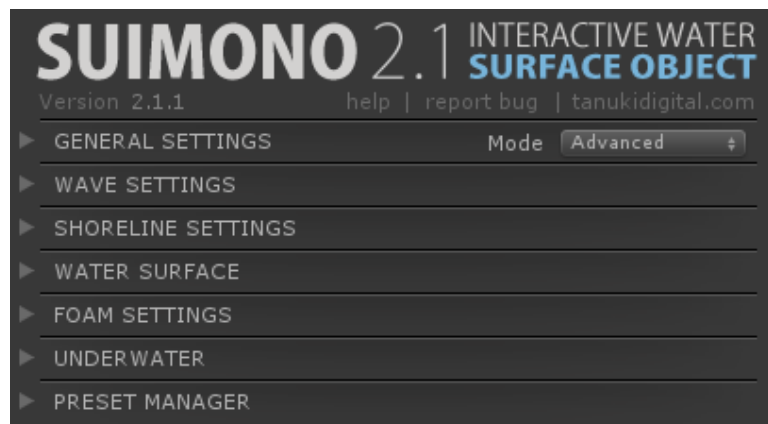 SUIMONO 2.1 INTERACTIVE WATER
SURFACE OBJECT
Version 2.1.1 help | report bug | tanukidigital.com
GENERAL SETTINGS Mode Advanced
WAVE SETTINGS
SHORELINE SETTINGS
WATER SURFACE
FOAM SETTINGS
UNDERWATER
PRESET MANAGER